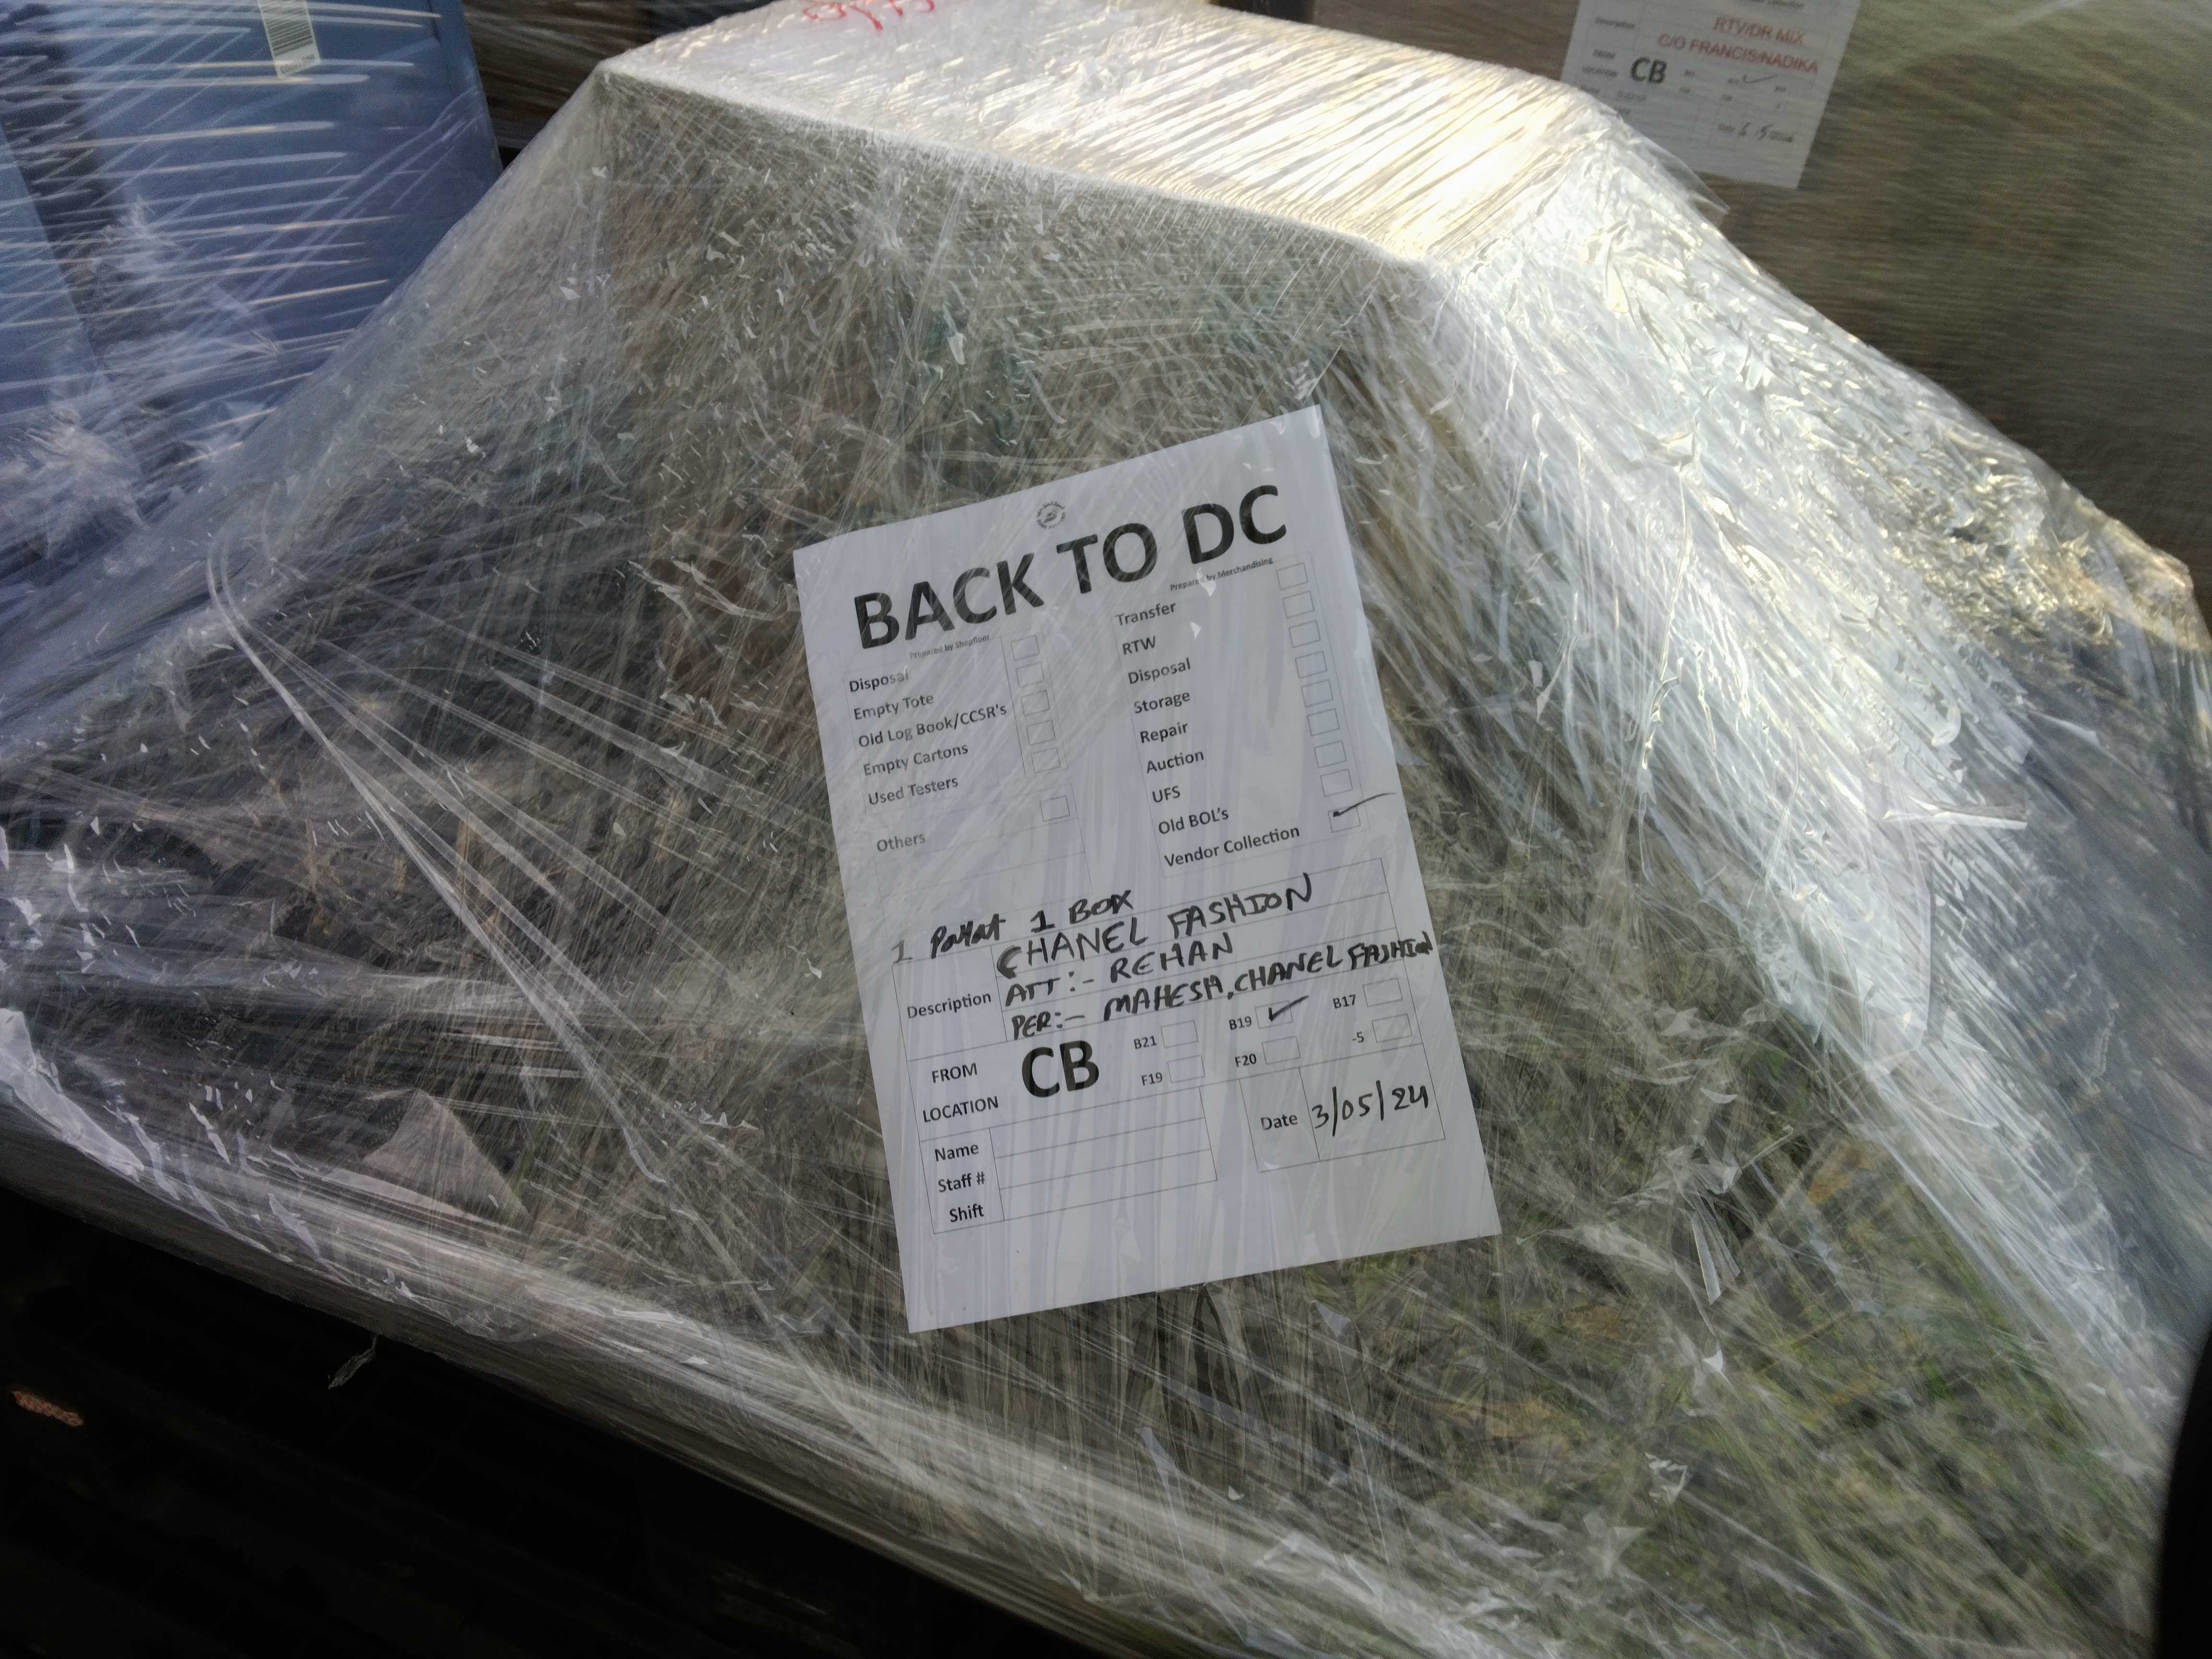 RTV/DR MIX
C/O FRANCIS/NADIKA
CB
BACK TO DC
Prepared by Shopfloor
Disposal
Empty Tote
Old Log Book/CCSR's
Empty Cartons
Used Testers
Others
Prepared by Merchandising
Transfer
RTW
Disposal
Storage
Repair
Auction
UFS
Old BOL's
Vendor Collection
1 Pallat 1 BOX
Description
CHANEL FASHION
ATT:- REHAN
PER:- MAHESH, CHANEL FASHION
FROM LOCATION CB
B21 B19 B17
F19 F20 -5
Name
Staff #
Shift
Date 3/05/24